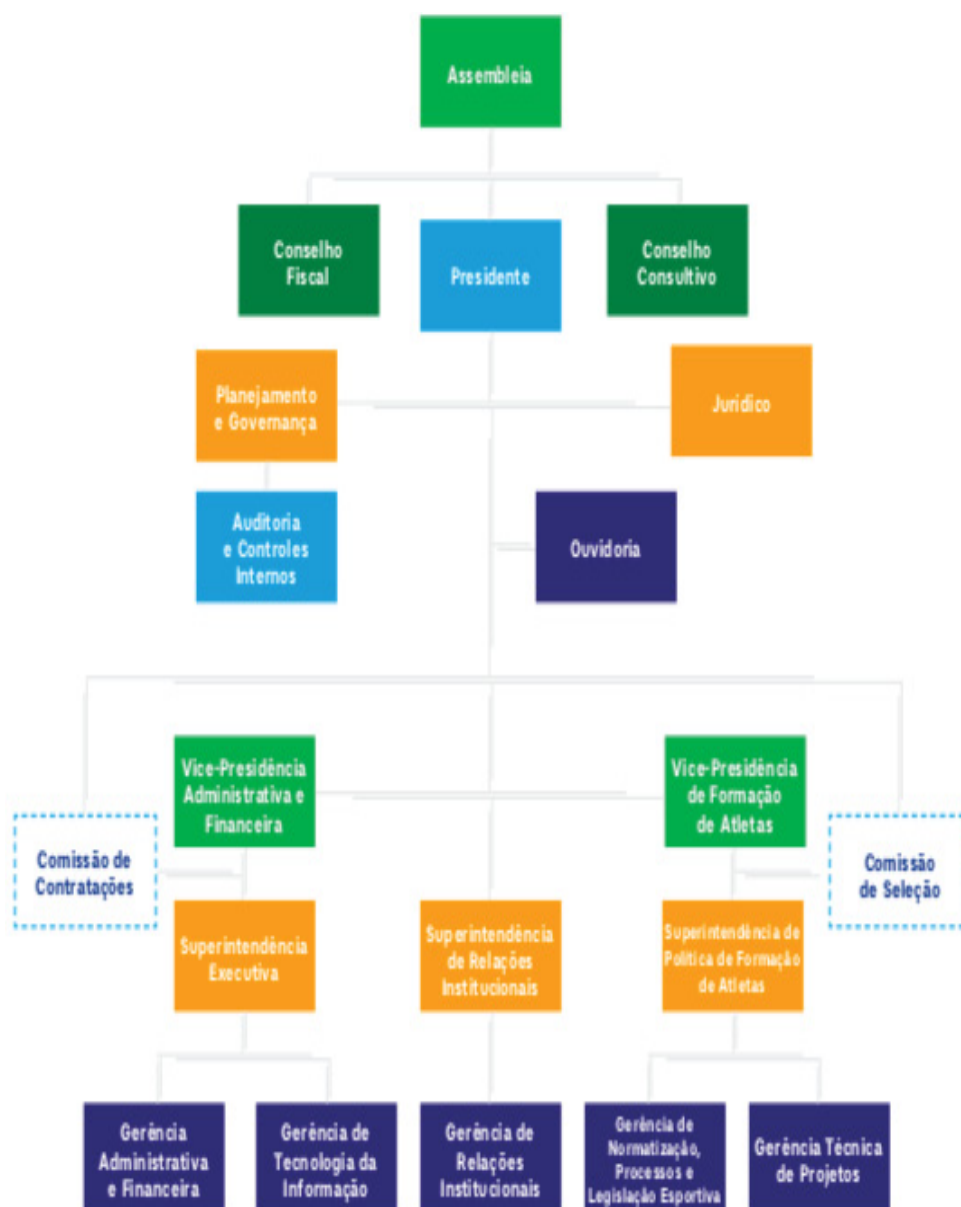 Assembleia
Conselho
Fiscal
Presidente
Conselho
Consultivo
Planejamento
e Governança
Jurídico
Auditoria
e Controles
Internos
Ouvidoria
Vice-Presidência
Administrativa e
Financeira
Vice-Presidência
de Formação
de Atletas
Comissão de
Contratações
Comissão
de Seleção
Superintendência
Executiva
Superintendência
de Relações
Institucionais
Superintendência de
Política de Formação
de Atletas
Gerência
Administrativa
e Financeira
Gerência de
Tecnologia da
Informação
Gerência de
Relações
Institucionais
Gerência de
Normatização,
Processos e
Legislação Esportiva
Gerência Técnica
de Projetos